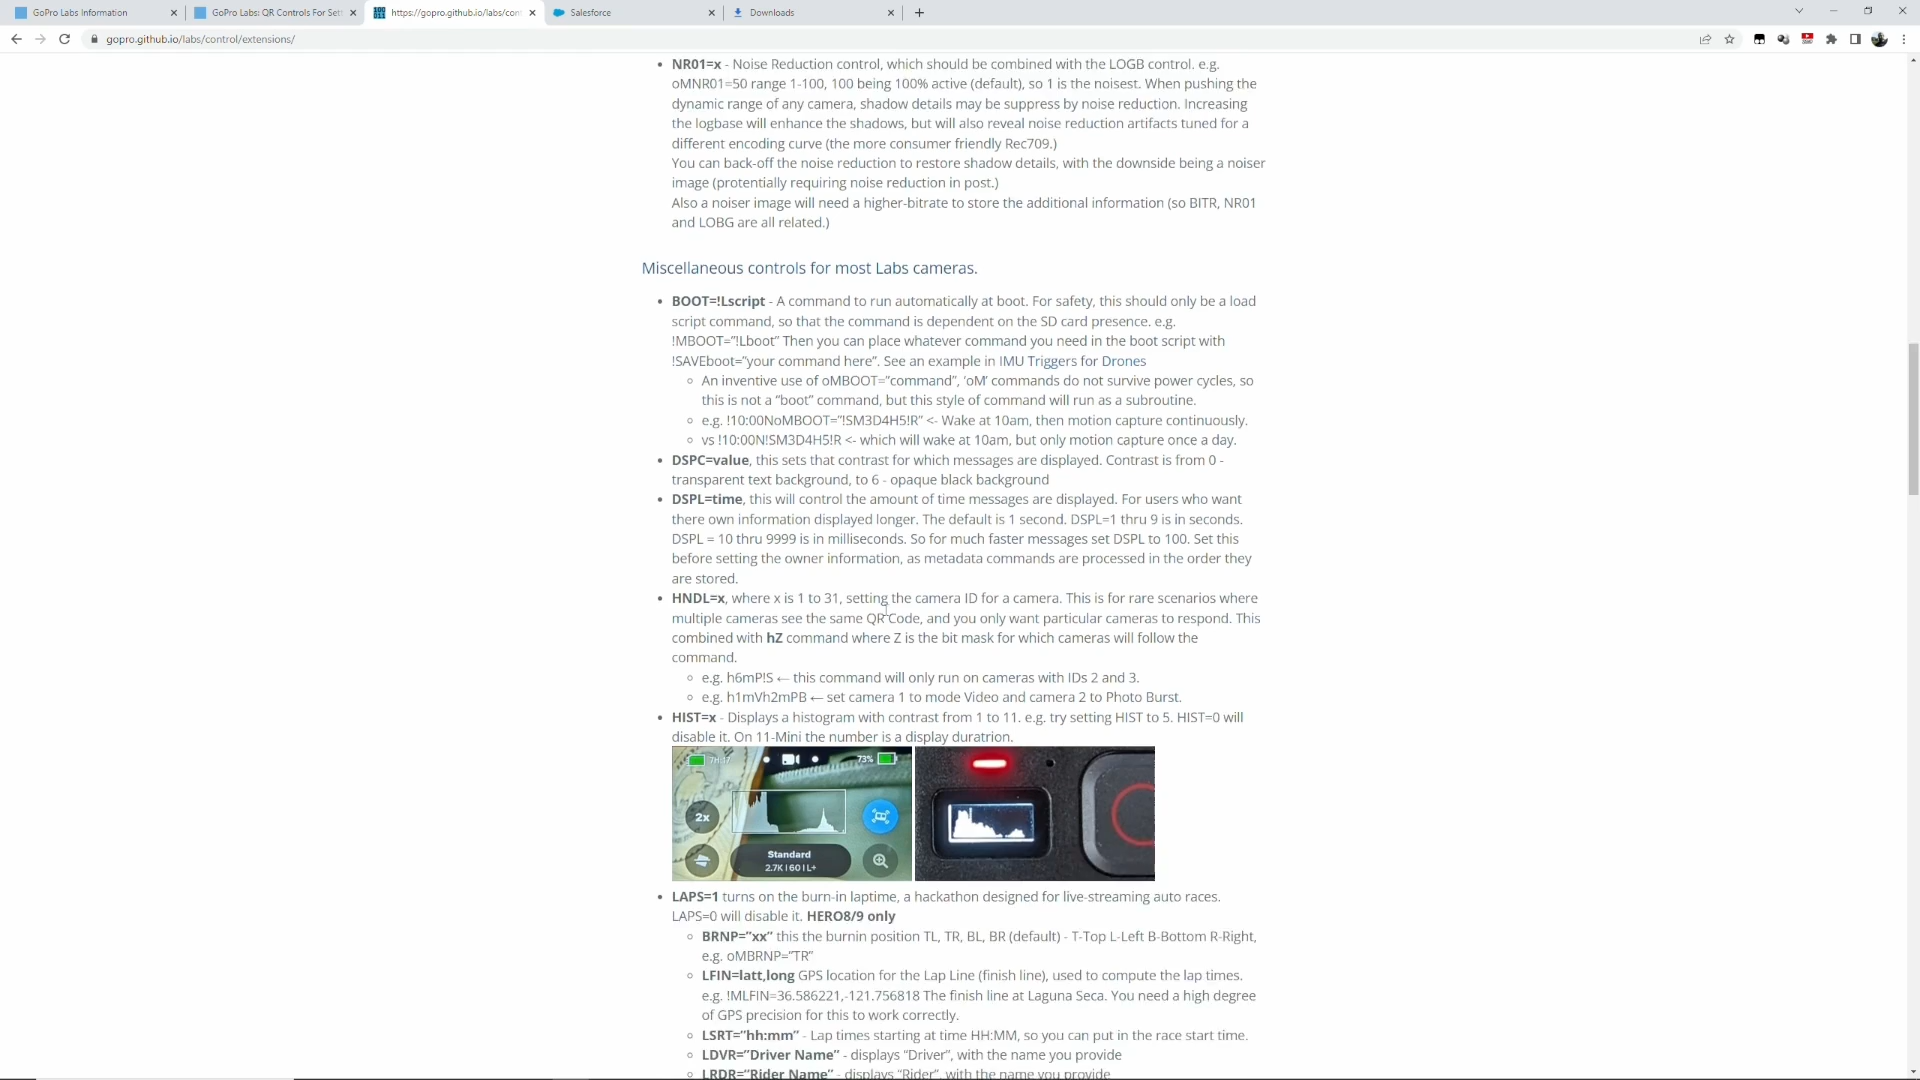 GoPro Labs Information
GoPro Labs: QR Controls For Sett
https://gopro.github.io/labs/con
Salesforce
Downloads
gopro.github.io/labs/control/extensions/
• NR01=x - Noise Reduction control, which should be combined with the LOGB control. e.g.
oMNR01=50 range 1-100, 100 being 100% active (default), so 1 is the noisest. When pushing the
dynamic range of any camera, shadow details may be suppress by noise reduction. Increasing
the logbase will enhance the shadows, but will also reveal noise reduction artifacts tuned for a
different encoding curve (the more consumer friendly Rec709.)
You can back-off the noise reduction to restore shadow details, with the downside being a noiser
image (protentially requiring noise reduction in post.)
Also a noiser image will need a higher-bitrate to store the additional information (so BITR, NR01
and LOBG are all related.)
Miscellaneous controls for most Labs cameras.
• BOOT=!Lscript - A command to run automatically at boot. For safety, this should only be a load
script command, so that the command is dependent on the SD card presence. e.g.
!MBOOT=”!Lboot” Then you can place whatever command you need in the boot script with
!SAVEboot=”your command here”. See an example in IMU Triggers for Drones
◦ An inventive use of oMBOOT=”command”, ‘oM’ commands do not survive power cycles, so
this is not a “boot” command, but this style of command will run as a subroutine.
◦ e.g. !10:00NoMBOOT=”!SM3D4H5!R” <- Wake at 10am, then motion capture continuously.
◦ vs !10:00N!SM3D4H5!R <- which will wake at 10am, but only motion capture once a day.
• DSPC=value, this sets that contrast for which messages are displayed. Contrast is from 0 -
transparent text background, to 6 - opaque black background
• DSPL=time, this will control the amount of time messages are displayed. For users who want
there own information displayed longer. The default is 1 second. DSPL=1 thru 9 is in seconds.
DSPL = 10 thru 9999 is in milliseconds. So for much faster messages set DSPL to 100. Set this
before setting the owner information, as metadata commands are processed in the order they
are stored.
• HNDL=x, where x is 1 to 31, setting the camera ID for a camera. This is for rare scenarios where
multiple cameras see the same QR Code, and you only want particular cameras to respond. This
combined with hZ command where Z is the bit mask for which cameras will follow the
command.
◦ e.g. h6mP!S ← this command will only run on cameras with IDs 2 and 3.
◦ e.g. h1mVh2mPB ← set camera 1 to mode Video and camera 2 to Photo Burst.
• HIST=x - Displays a histogram with contrast from 1 to 11. e.g. try setting HIST to 5. HIST=0 will
disable it. On 11-Mini the number is a display duratrion.
73%
2x
Standard
2.7K | 60 | L+
• LAPS=1 turns on the burn-in laptime, a hackathon designed for live-streaming auto races.
LAPS=0 will disable it. HERO8/9 only
◦ BRNP=”xx” this the burnin position TL, TR, BL, BR (default) - T-Top L-Left B-Bottom R-Right,
e.g. oMBRNP=”TR”
◦ LFIN=latt,long GPS location for the Lap Line (finish line), used to compute the lap times.
e.g. !MLFIN=36.586221,-121.756818 The finish line at Laguna Seca. You need a high degree
of GPS precision for this to work correctly.
◦ LSRT=”hh:mm” - Lap times starting at time HH:MM, so you can put in the race start time.
◦ LDVR=”Driver Name” - displays “Driver”, with the name you provide
◦ LRDR=”Rider Name” - displays “Rider”, with the name you provide